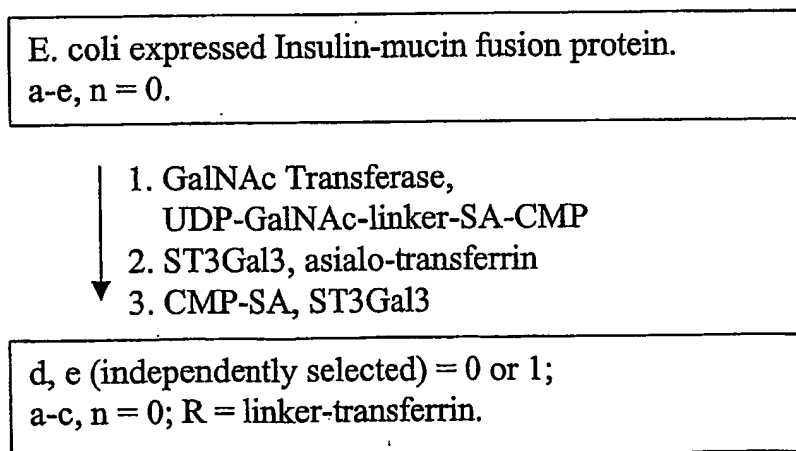 E. coli expressed Insulin-mucin fusion protein.
a-e, n = 0.
1. GalNAc Transferase,
UDP-GalNAc-linker-SA-CMP
2. ST3Gal3, asialo-transferrin
3. CMP-SA, ST3Gal3
d, e (independently selected) = 0 or 1;
a-c, n = 0; R = linker-transferrin.